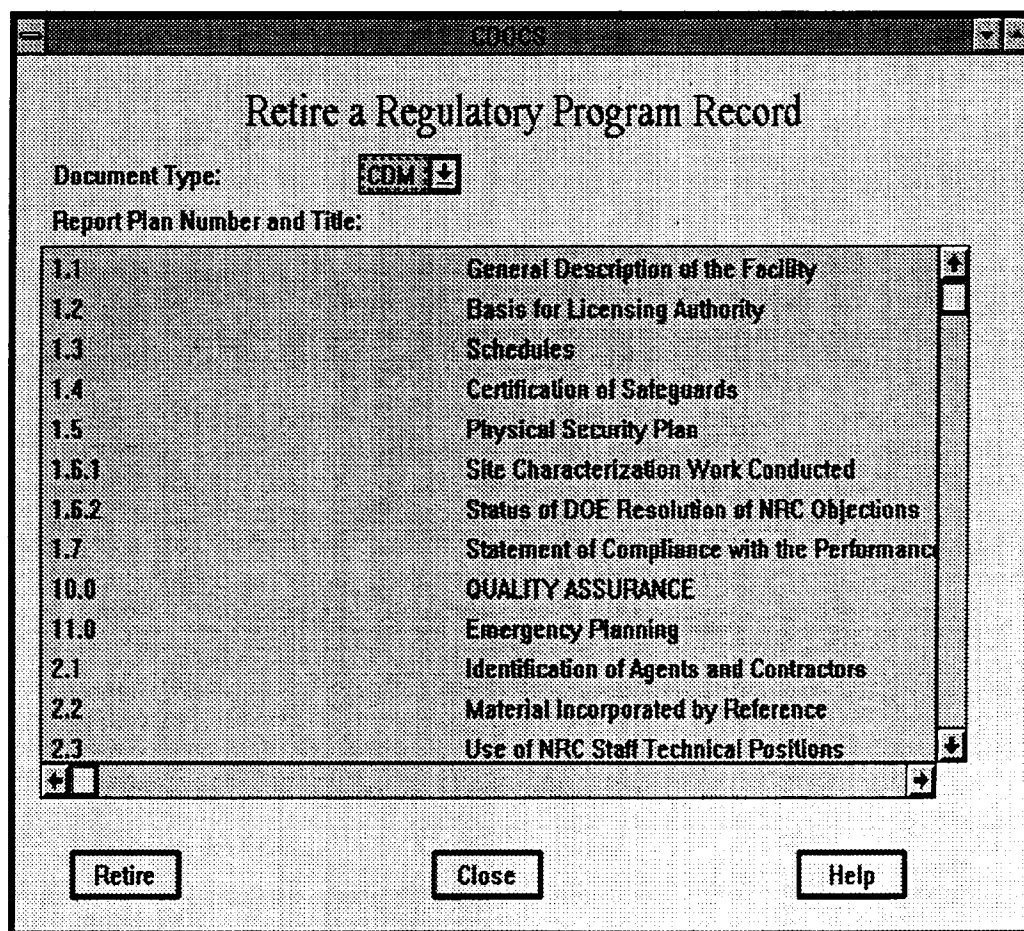 CDOCS
Retire a Regulatory Program Record
Document Type: CDM
Report Plan Number and Title:
1.1 General Description of the Facility
1.2 Basis for Licensing Authority
1.3 Schedules
1.4 Certification of Safeguards
1.5 Physical Security Plan
1.6.1 Site Characterization Work Conducted
1.6.2 Status of DOE Resolution of NRC Objections
1.7 Statement of Compliance with the Performanc
10.0 QUALITY ASSURANCE
11.0 Emergency Planning
2.1 Identification of Agents and Contractors
2.2 Material Incorporated by Reference
2.3 Use of NRC Staff Technical Positions
Retire Close Help